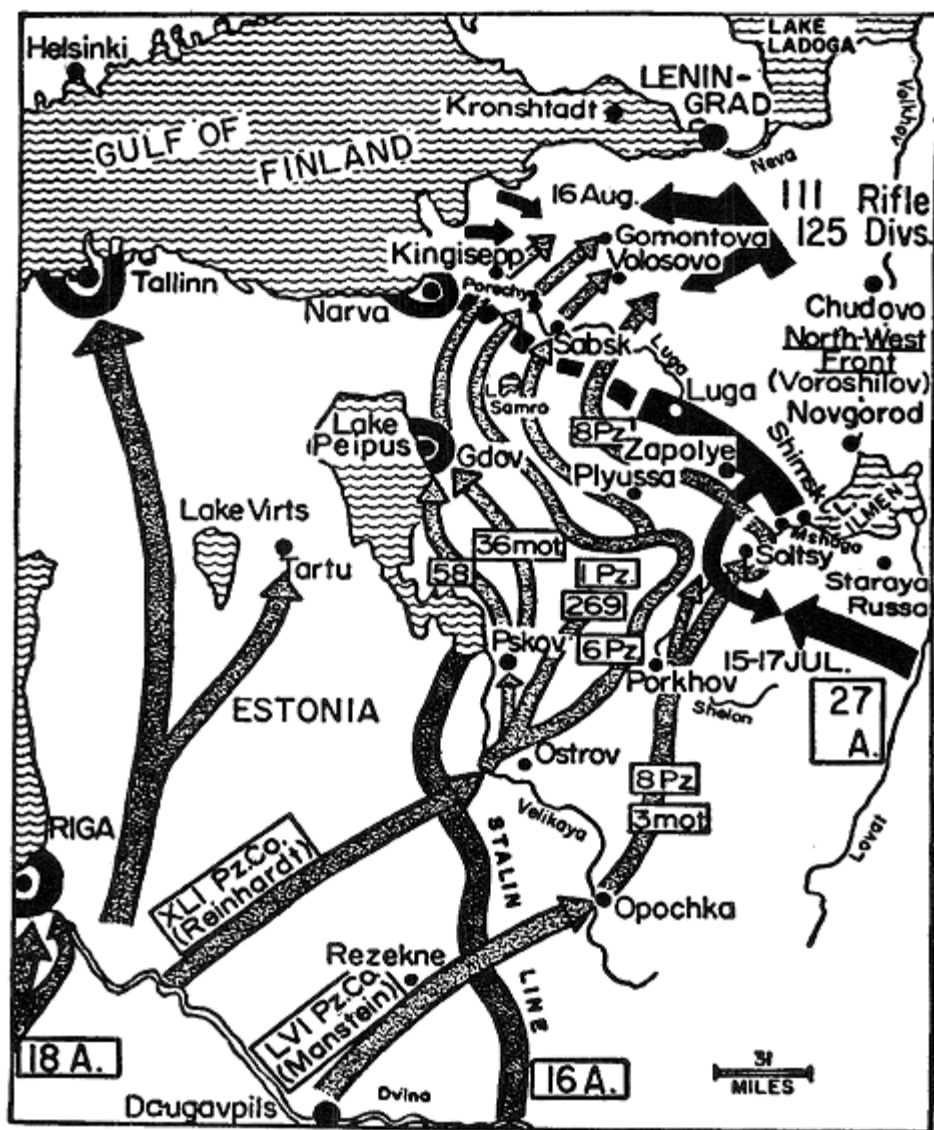 Helsinki
LAKE
LADOGA
LENIN-
GRAD
Kronshtadt
Volkhov
GULF OF
FINLAND
Neva
16 Aug.
111 Rifle
125 Divs.
Kingisepp
Gomontova
Volosovo
Tallinn
Narva
Porechye
Chudovo
North-West
Front
(Voroshilov)
Novgorod
Sabsk
Luga
L.
Samro
Luga
Lake
Peipus
Gdov
8Pz
Zapolye
Plyussa
Shimsk
L.
ILMEN
Mshaga
Soltsy
Staraya
Russa
Lake Virts
Tartu
36mot
58
1 Pz.
269
6Pz
Pskov
Porkhov
15-17 JUL.
Shelon
27
A.
ESTONIA
Ostrov
8 Pz
3mot
Velikaya
Lovat
RIGA
XLI Pz.Co.
(Reinhardt)
STALIN
LINE
Opochka
Rezekne
LVI Pz.Co.
(Manstein)
18 A.
16 A.
31
MILES
Daugavpils
Dvina